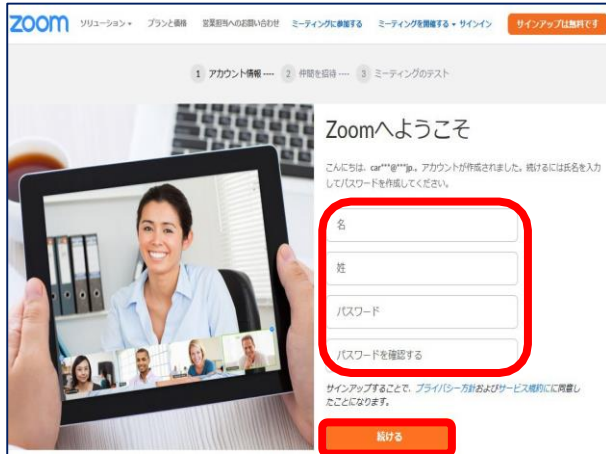 zoom ソリューション▾ プランと価格 営業担当へのお問い合わせ ミーティングに参加する ミーティングを開催する ▾ サインイン サインアップは無料です
1 アカウント情報 ---- 2 仲間を招待 ---- 3 ミーティングのテスト
Zoomへようこそ
こんにちは、car***@***jp.。アカウントが作成されました。続けるには氏名を入力
してパスワードを作成してください。
名
姓
パスワード
パスワードを確認する
サインアップすることで、プライバシー方針およびサービス規約にに同意し
たことになります。
続ける